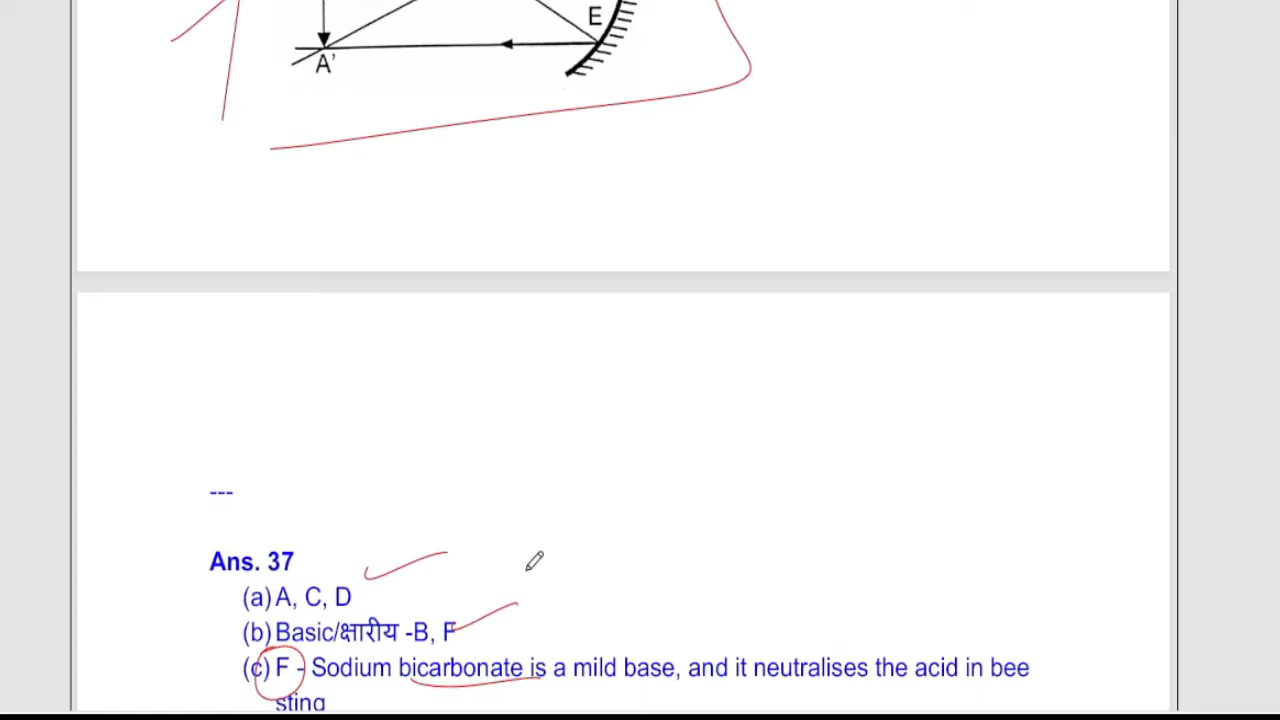 E
A'
---
Ans. 37
(a) A, C, D
(b) Basic/क्षारीय -B, F
(c) F - Sodium bicarbonate is a mild base, and it neutralises the acid in bee
sting